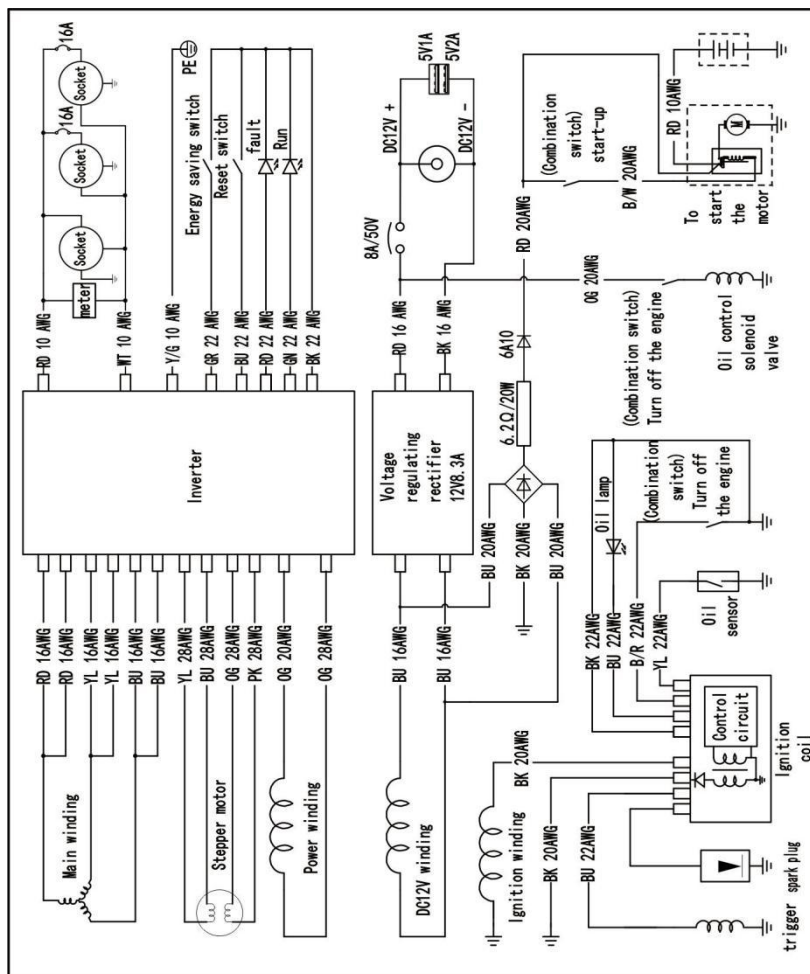 16A
Socket
16A
Socket
Socket
meter
RD 10 AWG
WT 10 AWG
PE
Y/G 10 AWG
Energy saving switch
GR 22 AWG
Reset switch
BU 22 AWG
fault
RD 22 AWG
Run
GN 22 AWG
BK 22 AWG
Inverter
RD 16AWG
RD 16AWG
YL 16AWG
YL 16AWG
BU 16AWG
BU 16AWG
YL 28AWG
BU 28AWG
OG 28AWG
PK 28AWG
OG 20AWG
OG 28AWG
Main winding
Stepper motor
Power winding
5V1A
5V2A
DC12V +
DC12V -
8A/50V
RD 16 AWG
BK 16 AWG
Voltage
regulating
rectifier
12V8.3A
BU 16AWG
BU 16AWG
DC12V winding
(Combination
switch)
start-up
RD 20AWG
B/W 20AWG
RD 10AWG
M
To
start
the
motor
6A10
6.2Ω/20W
BU 20AWG
BK 20AWG
BU 20AWG
OG 20AWG
(Combination switch)
Turn off the engine
Oil control
solenoid
valve
Ignition winding
BK 20AWG
BK 20AWG
BU 22AWG
Oil lamp
(Combination
switch)
Turn off
the engine
BK 22AWG
BU 22AWG
B/R 22AWG
YL 22AWG
Oil
sensor
Control
circuit
Ignition
coil
spark plug
trigger